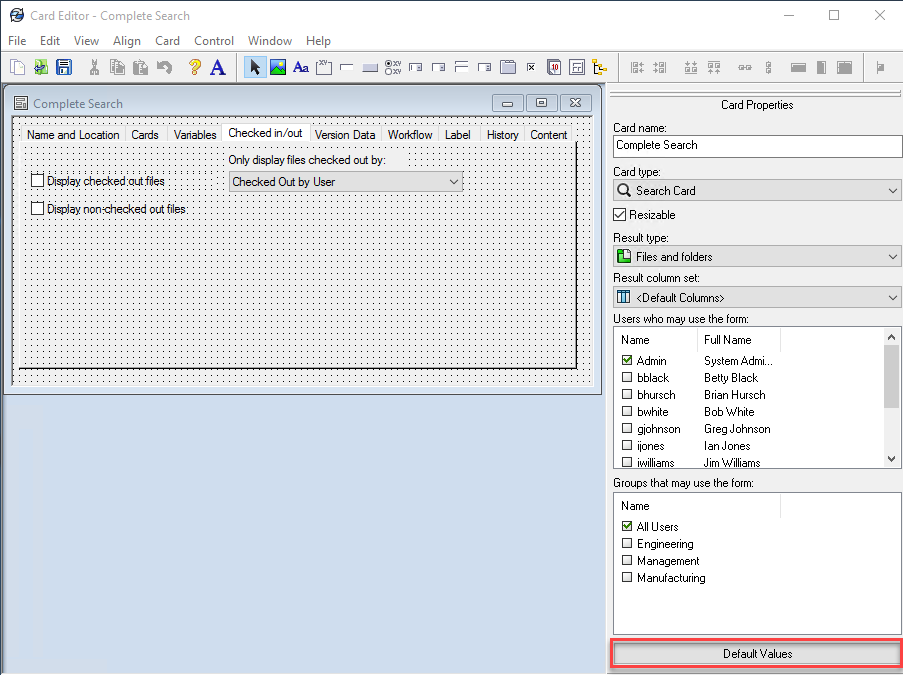 Card Editor - Complete Search
File Edit View Align Card Control Window Help
Complete Search
Name and Location Cards Variables Checked in/out Version Data Workflow Label History Content
Only display files checked out by:
Display checked out files
Checked Out by User
Display non-checked out files
Card Properties
Card name:
Complete Search
Card type:
Search Card
Resizable
Result type:
Files and folders
Result column set:
<Default Columns>
Users who may use the form:
Name Full Name
Admin System Admi...
bblack Betty Black
bhursch Brian Hursch
bwhite Bob White
gjohnson Greg Johnson
ijones Ian Jones
iwilliams Jim Williams
Groups that may use the form:
Name
All Users
Engineering
Management
Manufacturing
Default Values